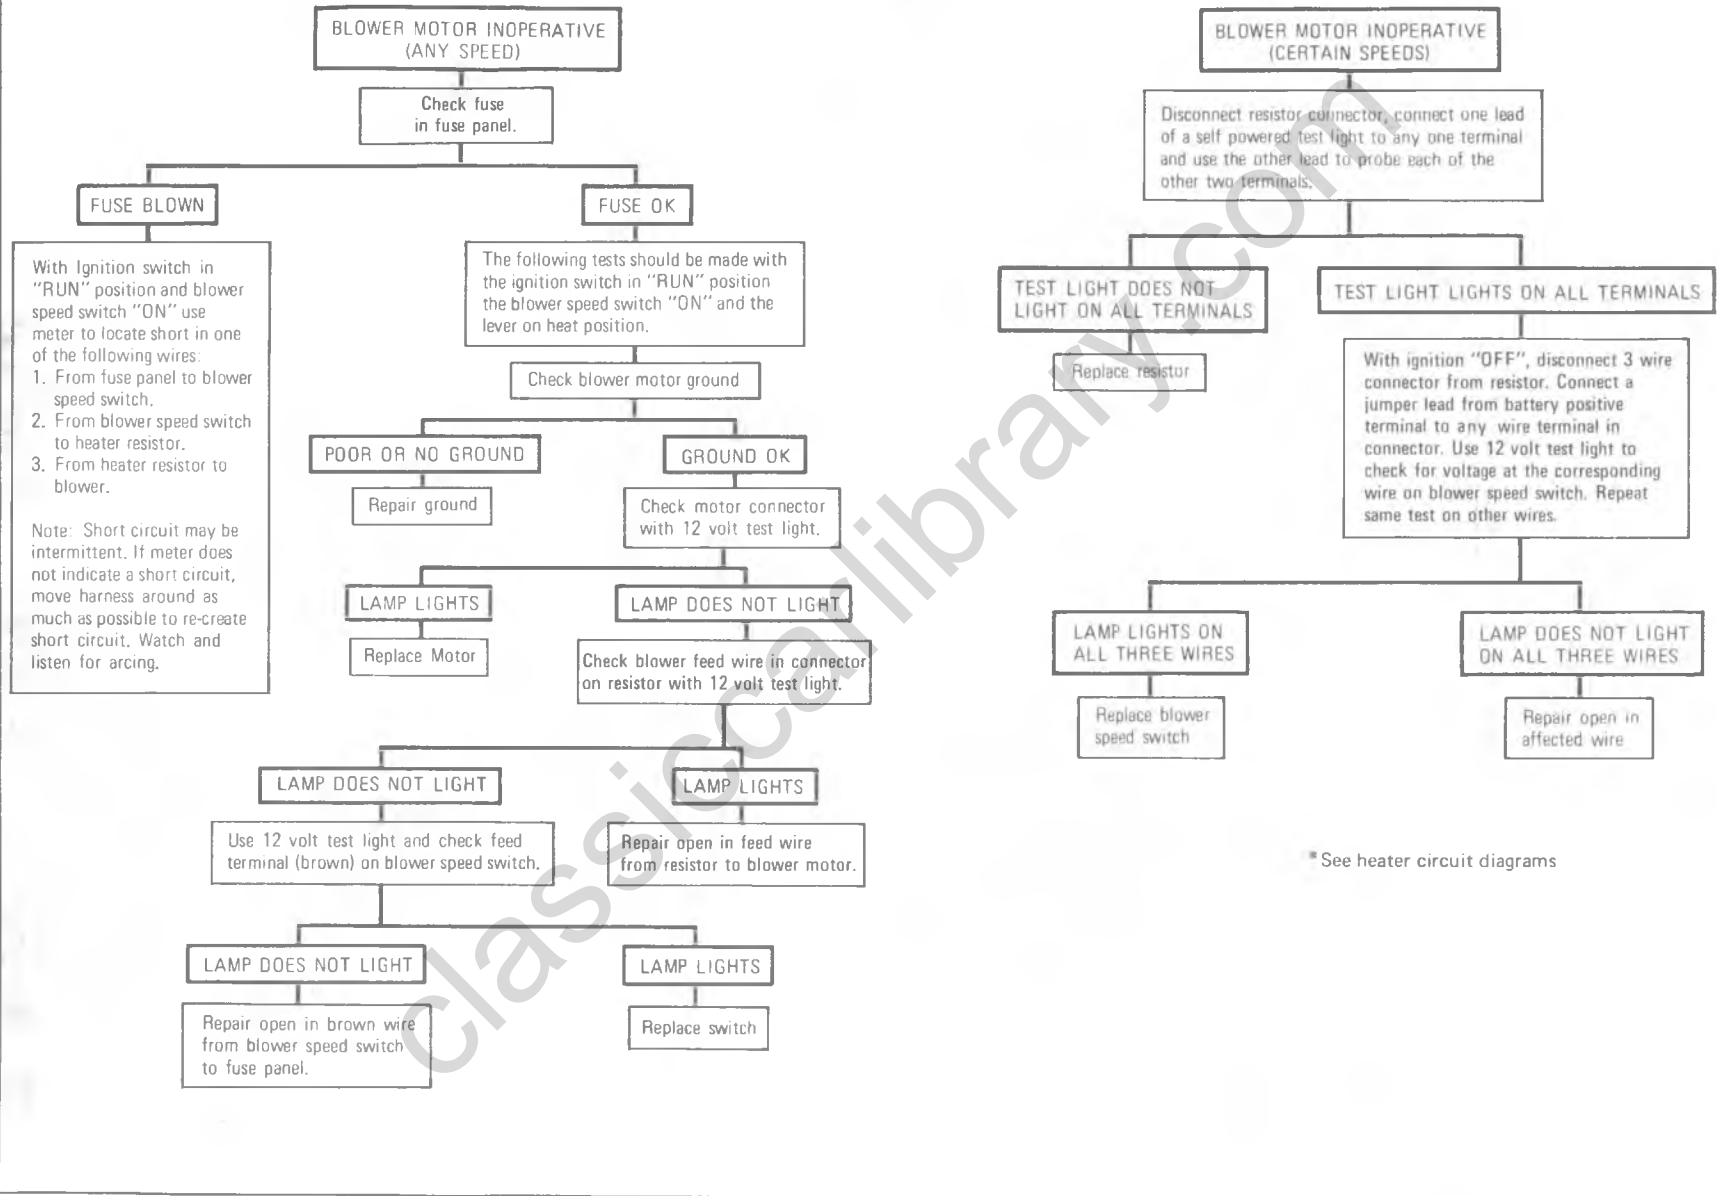 BLOWER MOTOR INOPERATIVE
(ANY SPEED)
Check fuse
in fuse panel.
FUSE BLOWN
With Ignition switch in
"RUN" position and blower
speed switch "ON" use
meter to locate short in one
of the following wires:
1. From fuse panel to blower
speed switch.
2. From blower speed switch
to heater resistor.
3. From heater resistor to
blower.
Note: Short circuit may be
intermittent. If meter does
not indicate a short circuit,
move harness around as
much as possible to re-create
short circuit. Watch and
listen for arcing.
FUSE OK
The following tests should be made with
the ignition switch in "RUN" position
the blower speed switch "ON" and the
lever on heat position.
Check blower motor ground
POOR OR NO GROUND
Repair ground
GROUND OK
Check motor connector
with 12 volt test light.
LAMP LIGHTS
Replace Motor
LAMP DOES NOT LIGHT
Check blower feed wire in connector
on resistor with 12 volt test light.
LAMP DOES NOT LIGHT
Use 12 volt test light and check feed
terminal (brown) on blower speed switch.
LAMP LIGHTS
Repair open in feed wire
from resistor to blower motor.
LAMP DOES NOT LIGHT
Repair open in brown wire
from blower speed switch
to fuse panel.
LAMP LIGHTS
Replace switch
BLOWER MOTOR INOPERATIVE
(CERTAIN SPEEDS)
Disconnect resistor connector, connect one lead
of a self powered test light to any one terminal
and use the other lead to probe each of the
other two terminals.
TEST LIGHT DOES NOT
LIGHT ON ALL TERMINALS
Replace resistor
TEST LIGHT LIGHTS ON ALL TERMINALS
With ignition "OFF", disconnect 3 wire
connector from resistor. Connect a
jumper lead from battery positive
terminal to any wire terminal in
connector. Use 12 volt test light to
check for voltage at the corresponding
wire on blower speed switch. Repeat
same test on other wires.
LAMP LIGHTS ON
ALL THREE WIRES
Replace blower
speed switch
LAMP DOES NOT LIGHT
ON ALL THREE WIRES
Repair open in
affected wire
*See heater circuit diagrams
classiccarlibrary.com